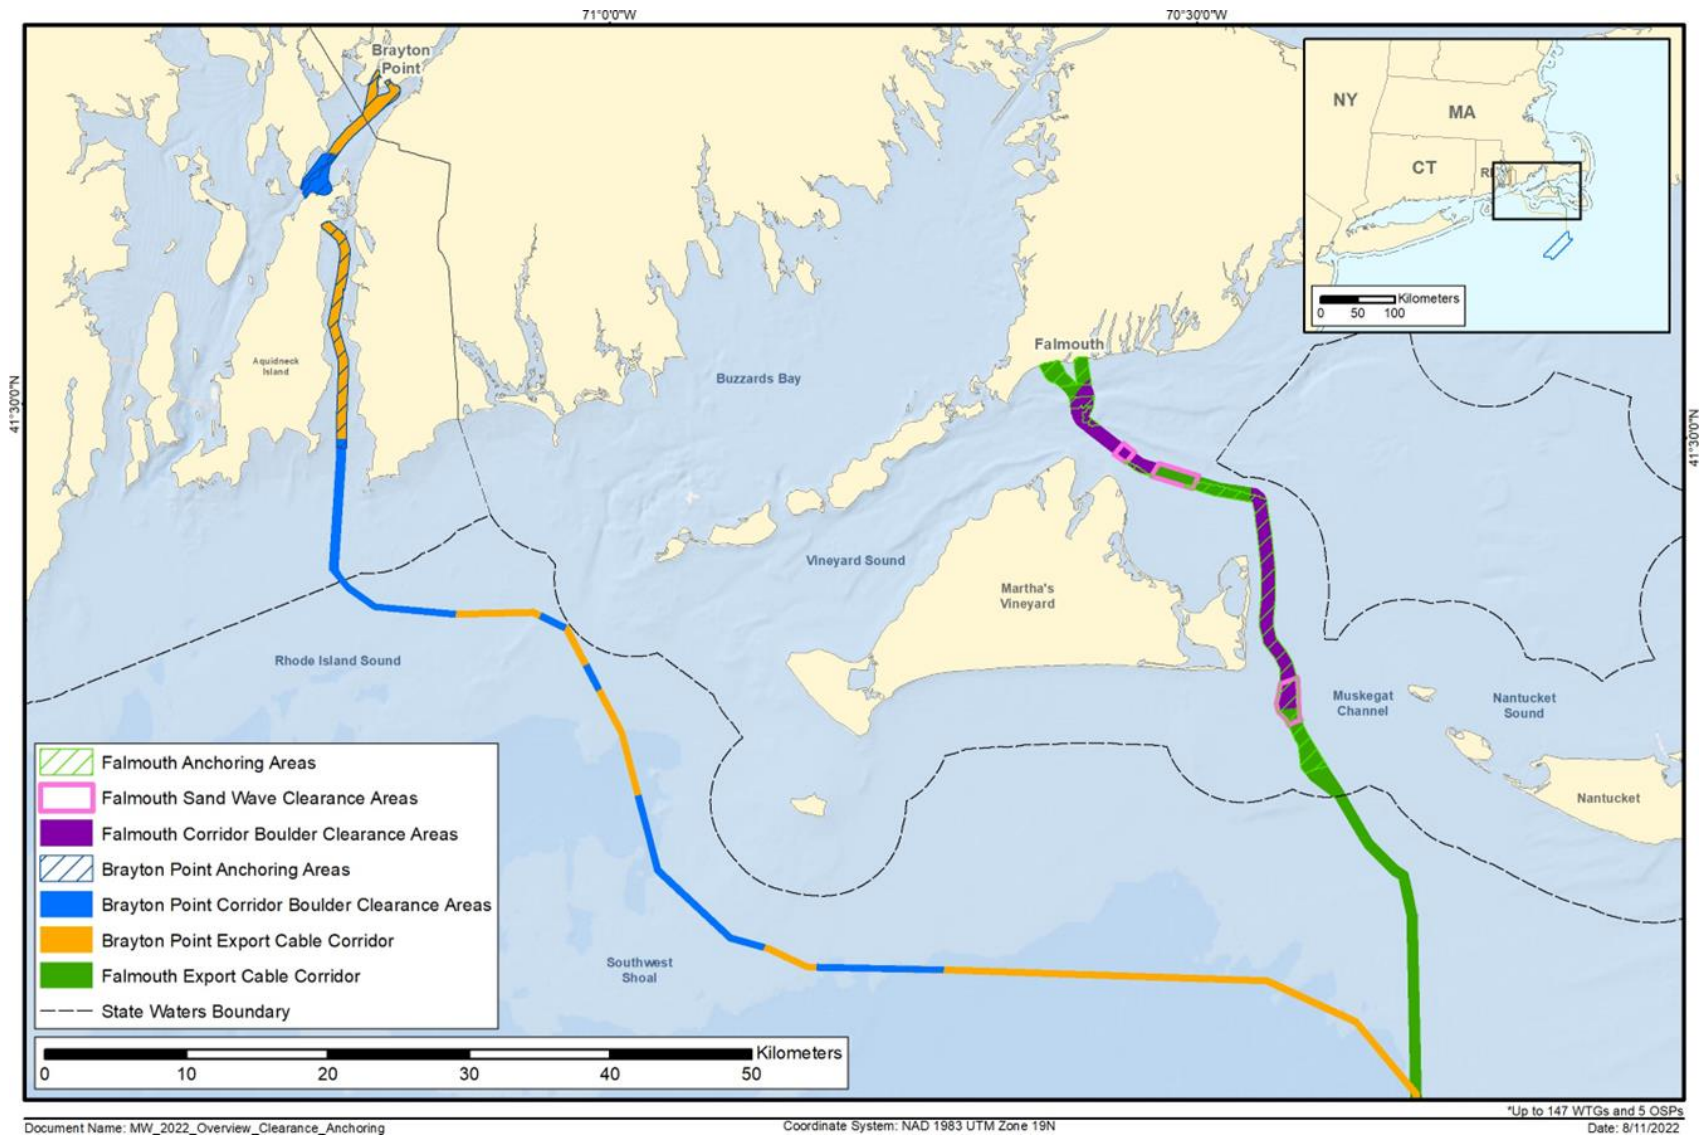 71°0'0"W
70°30'0"W
Brayton
Point
NY
MA
CT
RI
Kilometers
0 50 100
Falmouth
Aquidneck
Island
Buzzards Bay
41°30'0"N
41°30'0"N
Vineyard Sound
Martha's
Vineyard
Rhode Island Sound
Muskegat
Channel
Nantucket
Sound
Nantucket
Southwest
Shoal
Falmouth Anchoring Areas
Falmouth Sand Wave Clearance Areas
Falmouth Corridor Boulder Clearance Areas
Brayton Point Anchoring Areas
Brayton Point Corridor Boulder Clearance Areas
Brayton Point Export Cable Corridor
Falmouth Export Cable Corridor
State Waters Boundary
Kilometers
0 10 20 30 40 50
*Up to 147 WTGs and 5 OSPs
Document Name: MW_2022_Overview_Clearance_Anchoring
Coordinate System: NAD 1983 UTM Zone 19N
Date: 8/11/2022